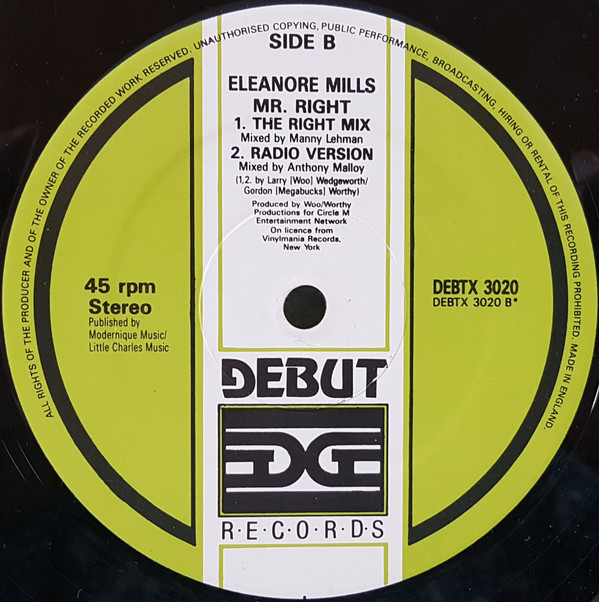 ALL RIGHTS OF THE PRODUCER AND OF THE OWNER OF THE RECORDED WORK RESERVED. UNAUTHORISED COPYING, PUBLIC PERFORMANCE, BROADCASTING, HIRING OR RENTAL OF THIS RECORDING PROHIBITED. MADE IN ENGLAND.
SIDE B
ELEANORE MILLS
MR. RIGHT
1. THE RIGHT MIX
Mixed by Manny Lehman
2. RADIO VERSION
Mixed by Anthony Malloy
(1,2. by Larry [Woo] Wedgeworth/
Gordon [Megabucks] Worthy)
Produced by Woo/Worthy
Productions for Circle M
Entertainment Network
On licence from
Vinylmania Records,
New York
45 rpm
Stereo
Published by
Modernique Music/
Little Charles Music
DEBTX 3020
DEBTX 3020 B*
DEBUT
R·E·C·O·R·D·S